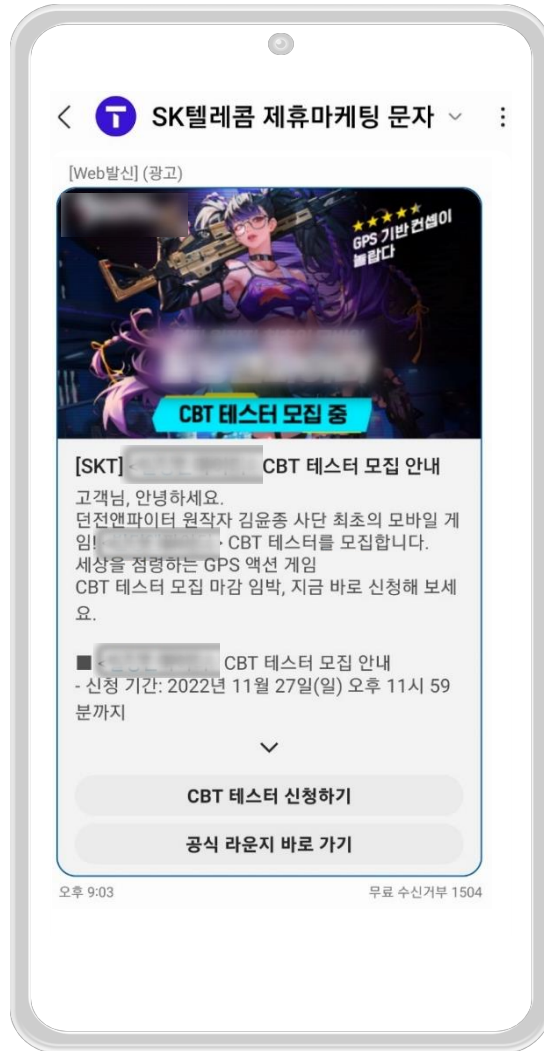 SK텔레콤 제휴마케팅 문자
[Web발신] (광고)
★★★★★
GPS 기반 컨셉이
놀랍다
CBT 테스터 모집 중
[SKT] CBT 테스터 모집 안내
고객님, 안녕하세요.
던전앤파이터 원작자 김윤종 사단 최초의 모바일 게
임! CBT 테스터를 모집합니다.
세상을 점령하는 GPS 액션 게임
CBT 테스터 모집 마감 임박, 지금 바로 신청해 보세
요.
■ < CBT 테스터 모집 안내
- 신청 기간: 2022년 11월 27일(일) 오후 11시 59
분까지
CBT 테스터 신청하기
공식 라운지 바로 가기
오후 9:03
무료 수신거부 1504